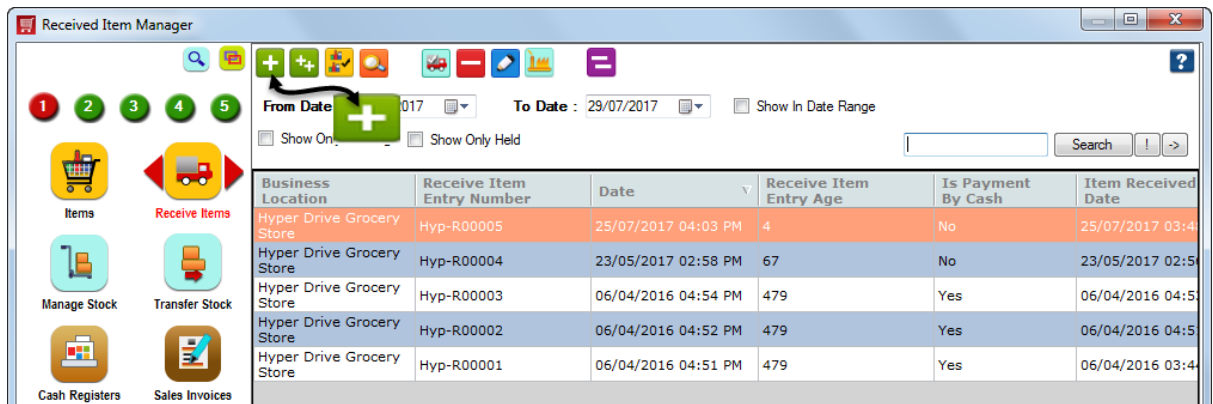 Received Item Manager
X
?
1 2 3 4 5
From Date
017
To Date : 29/07/2017
Show In Date Range
Show Only Held
Search ! ->
Items
Receive Items
Manage Stock
Transfer Stock
Cash Registers
Sales Invoices
Business Location Receive Item Entry Number Date Receive Item Entry Age Is Payment By Cash Item Received Date
Hyper Drive Grocery Store Hyp-R00005 25/07/2017 04:03 PM 4 No 25/07/2017 03:4
Hyper Drive Grocery Store Hyp-R00004 23/05/2017 02:58 PM 67 No 23/05/2017 02:5
Hyper Drive Grocery Store Hyp-R00003 06/04/2016 04:54 PM 479 Yes 06/04/2016 04:5
Hyper Drive Grocery Store Hyp-R00002 06/04/2016 04:52 PM 479 Yes 06/04/2016 04:5
Hyper Drive Grocery Store Hyp-R00001 06/04/2016 04:51 PM 479 Yes 06/04/2016 03:4